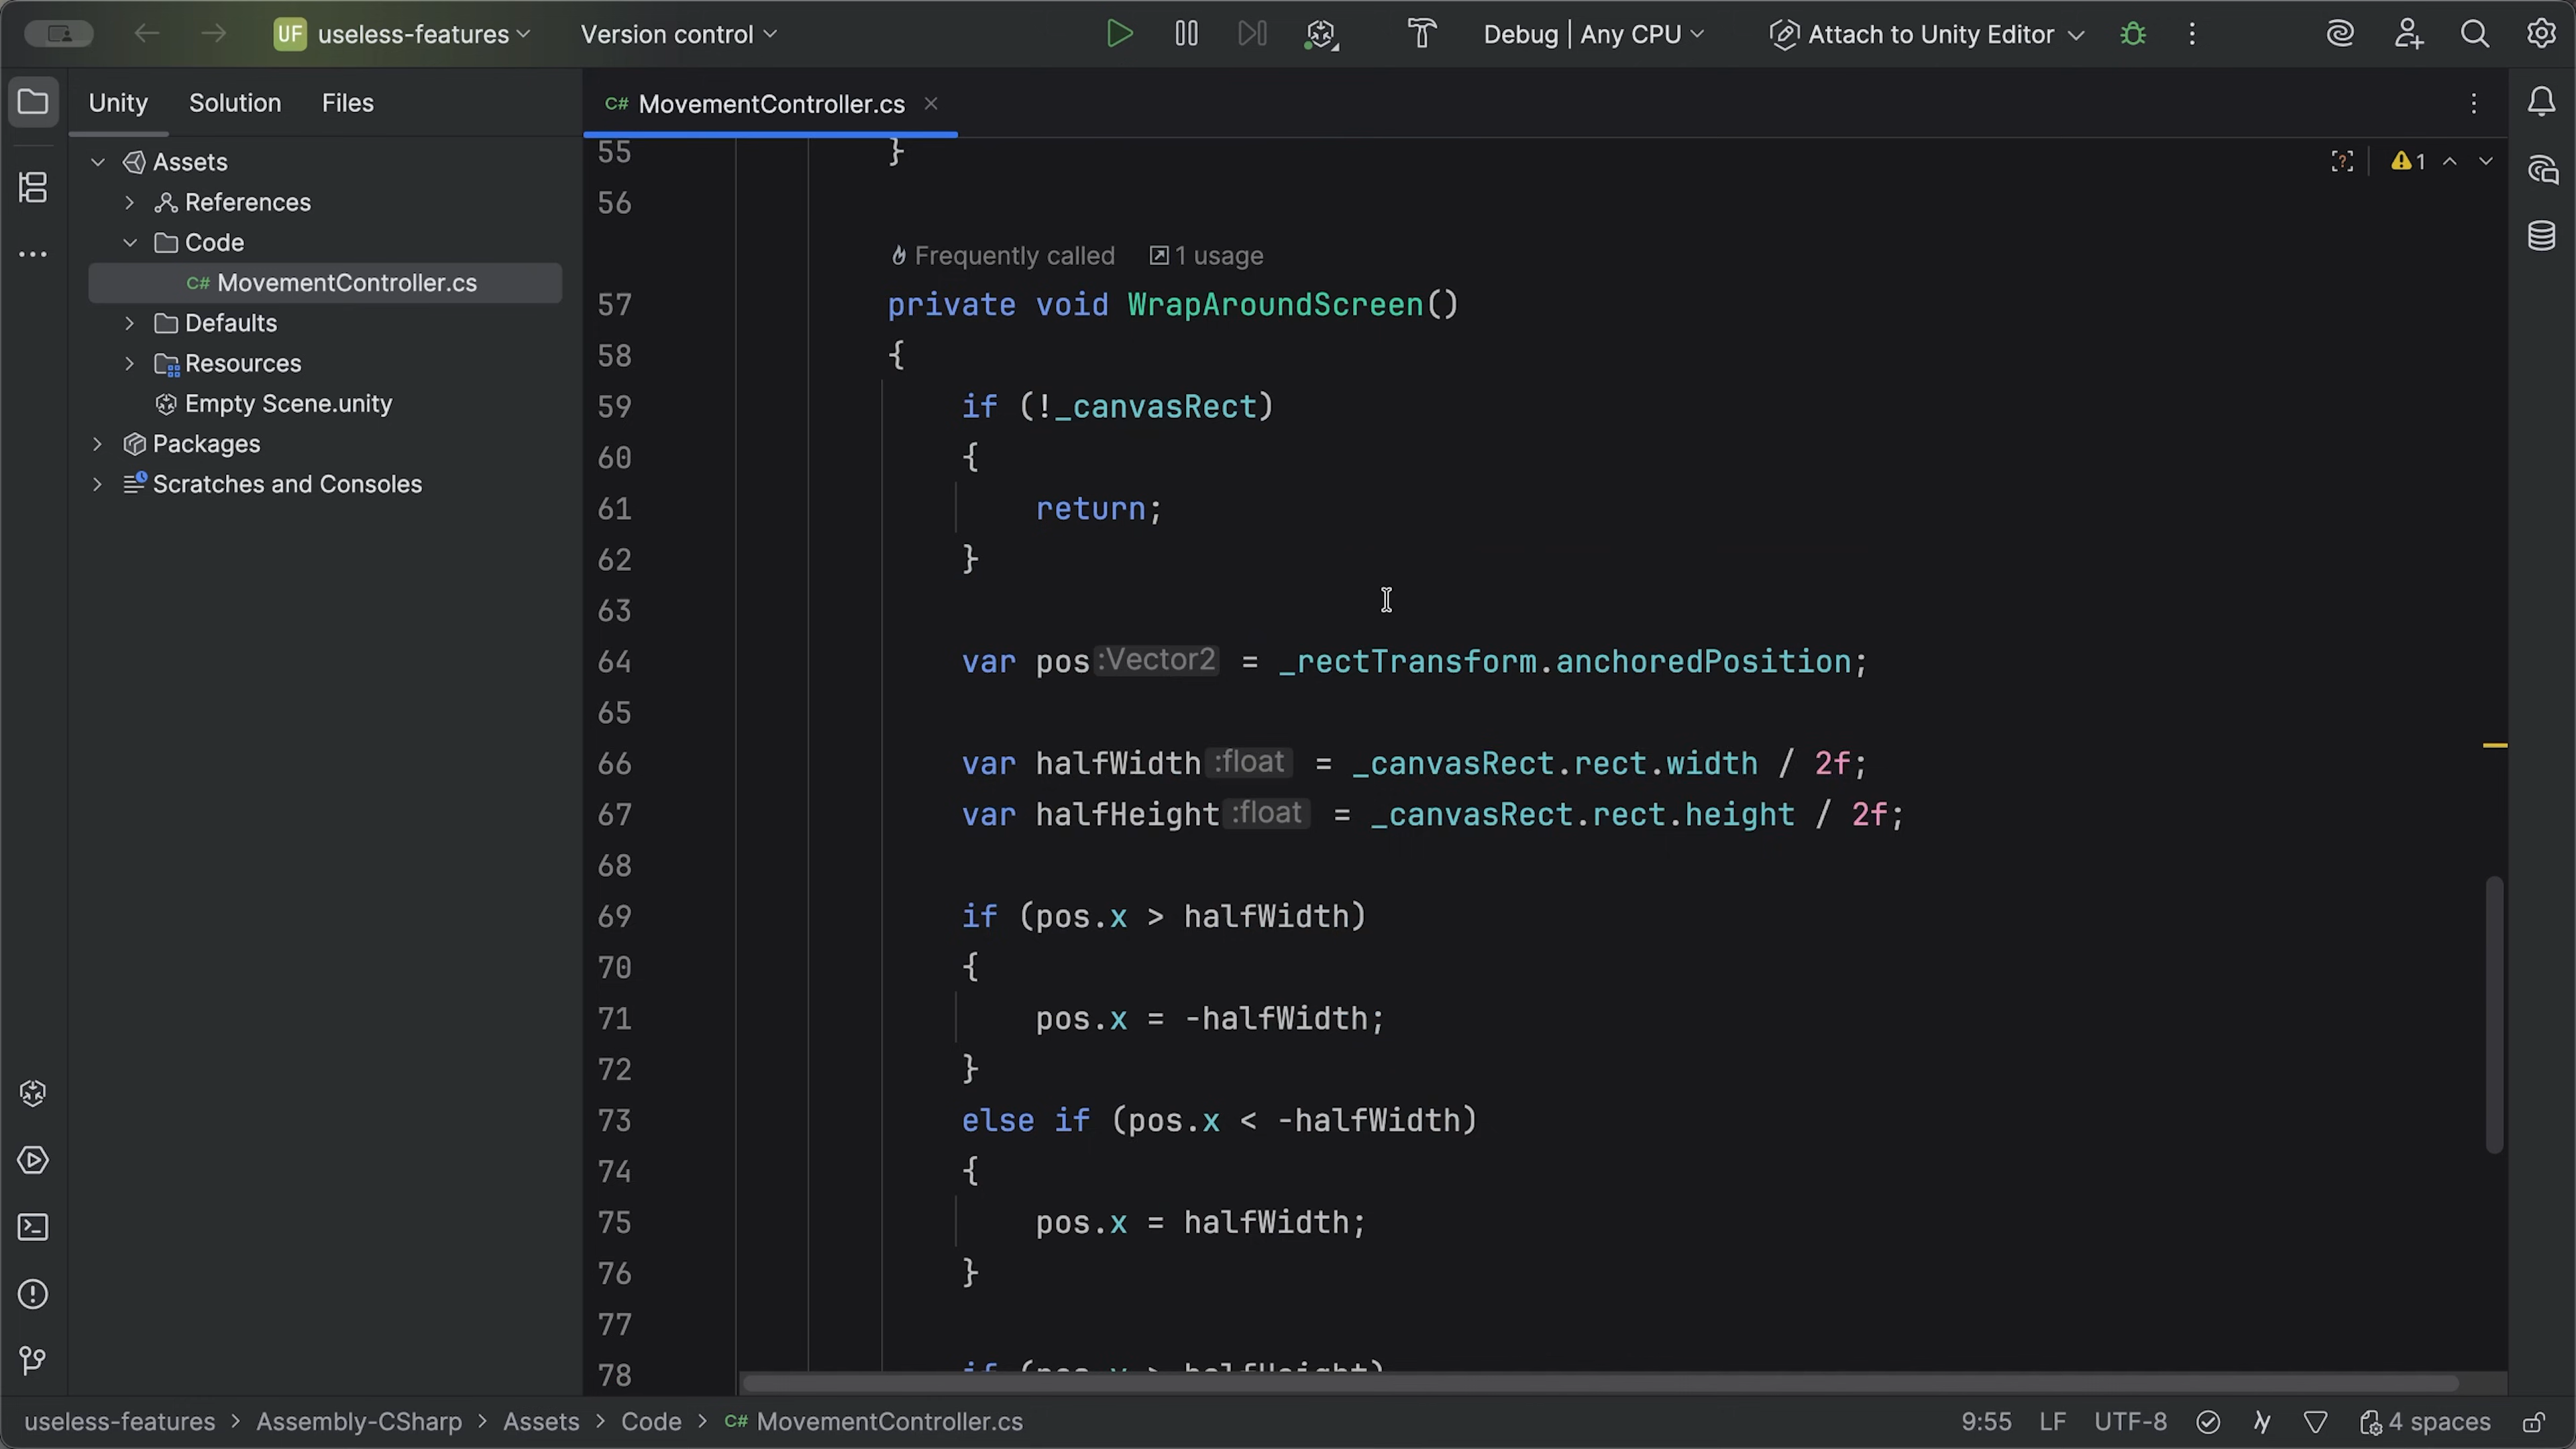 UF useless-features Version control Debug | Any CPU Attach to Unity Editor
Unity Solution Files
C# MovementController.cs
Assets
References
Code
C# MovementController.cs
Defaults
Resources
Empty Scene.unity
Packages
Scratches and Consoles
1
55 }
56
Frequently called 1 usage
57 private void WrapAroundScreen()
58 {
59 if (!_canvasRect)
60 {
61 return;
62 }
63
64 var pos :Vector2 = _rectTransform.anchoredPosition;
65
66 var halfWidth :float = _canvasRect.rect.width / 2f;
67 var halfHeight :float = _canvasRect.rect.height / 2f;
68
69 if (pos.x > halfWidth)
70 {
71 pos.x = -halfWidth;
72 }
73 else if (pos.x < -halfWidth)
74 {
75 pos.x = halfWidth;
76 }
77
78 if (pos.y > halfHeight)
useless-features > Assembly-CSharp > Assets > Code > C# MovementController.cs 9:55 LF UTF-8 4 spaces